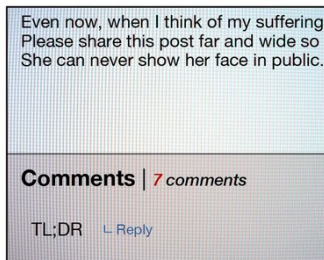 Even now, when I think of my suffering
Please share this post far and wide so
She can never show her face in public.
Comments | 7 comments
TL;DR Reply